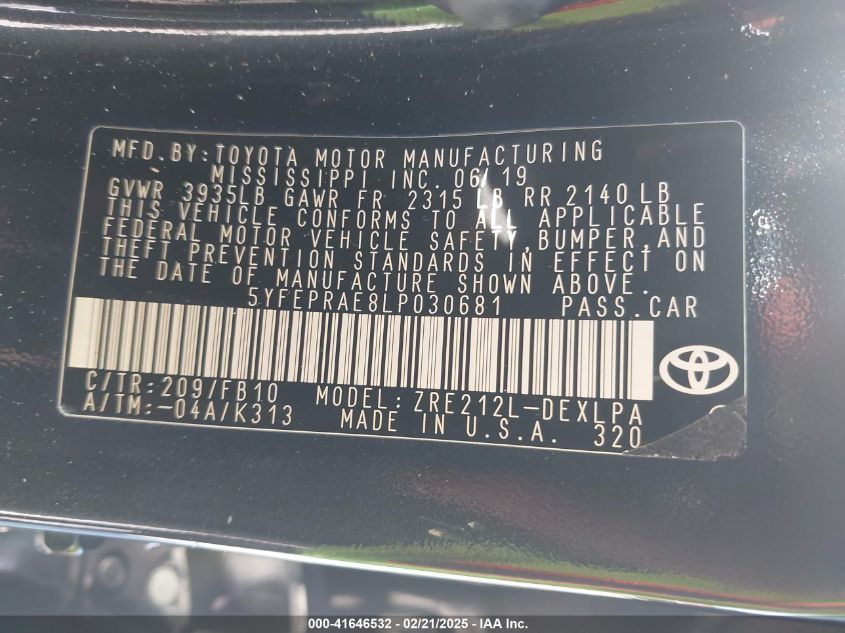 MFD.BY:TOYOTA MOTOR MANUFACTURING
MISSISSIPPI INC. 06/19
GVWR 3935LB GAWR FR 2315 LB RR 2140 LB
THIS VEHICLE CONFORMS TO ALL APPLICABLE
FEDERAL MOTOR VEHICLE SAFETY,BUMPER,AND
THEFT PREVENTION STANDARDS IN EFFECT ON
THE DATE OF MANUFACTURE SHOWN ABOVE.
5YFEPRAE8LP030681 PASS.CAR
C/TR:209/FB10 MODEL:ZRE212L-DEXLPA
A/TM:-04A/K313 MADE IN U.S.A. 320
000-41646532 / 02/21/2025 - IAA Inc.